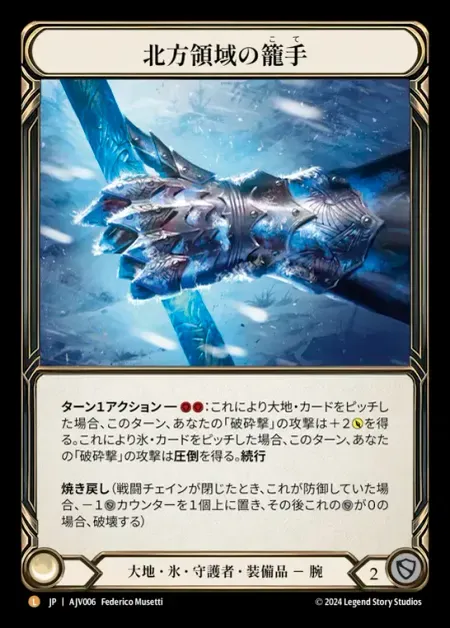 こて
北方領域の籠手
ターン1アクション ー :これにより大地・カードをピッチし
た場合、このターン、あなたの「破砕撃」の攻撃は+2を得
る。これにより氷・カードをピッチした場合、このターン、あなた
の「破砕撃」の攻撃は圧倒を得る。続行
焼き戻し(戦闘チェインが閉じたとき、これが防御していた場
合、-1カウンターを1個上に置き、その後これのが0の
場合、破壊する)
大地・氷・守護者・装備品 ー 腕
2
L JP | AJV006 Federico Musetti
© 2024 Legend Story Studios